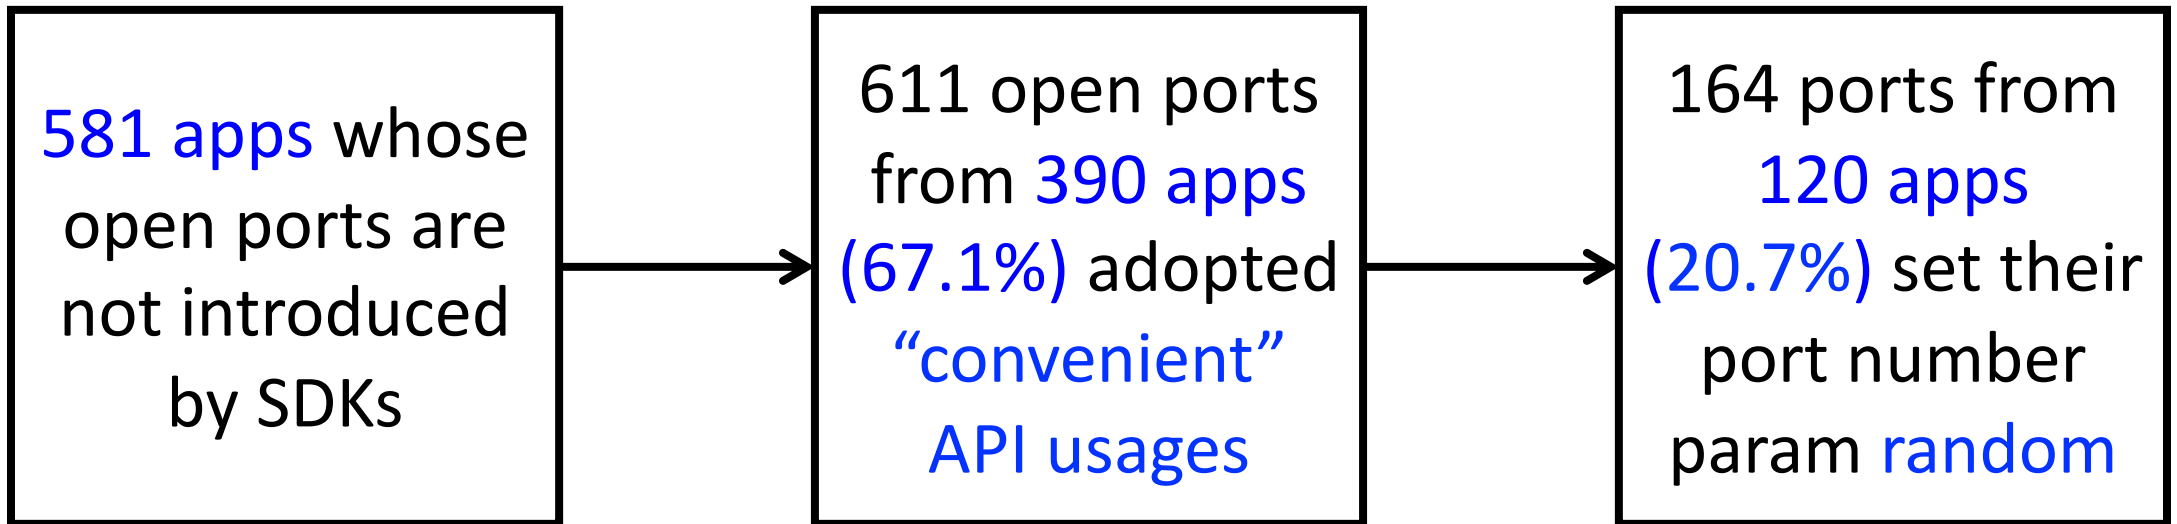 581 apps whose
open ports are
not introduced
by SDKs
611 open ports
from 390 apps
(67.1%) adopted
“convenient”
API usages
164 ports from
120 apps
(20.7%) set their
port number
param random